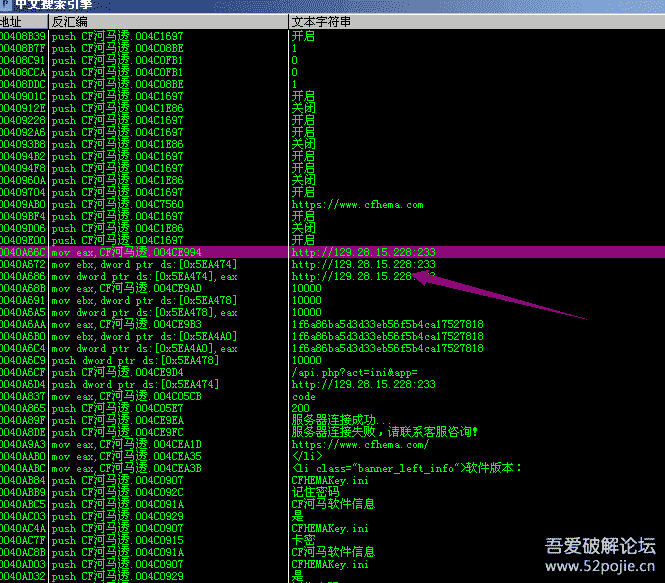 中文搜索引擎
地址 反汇编 文本字符串
00408B39 push CF河马透.004C1697 开启
00408B7F push CF河马透.004C08BE 1
00408C91 push CF河马透.004C0FB1 0
00408CCA push CF河马透.004C0FB1 0
00408DDC push CF河马透.004C08BE 1
0040901C push CF河马透.004C1697 开启
0040912E push CF河马透.004C1E86 关闭
00409228 push CF河马透.004C1697 开启
004092A6 push CF河马透.004C1697 开启
004093B8 push CF河马透.004C1E86 关闭
004094B2 push CF河马透.004C1697 开启
004094F8 push CF河马透.004C1697 开启
0040960A push CF河马透.004C1E86 关闭
00409704 push CF河马透.004C1697 开启
00409AB0 push CF河马透.004C7560 https://www.cfhema.com
00409BF4 push CF河马透.004C1697 开启
00409D06 push CF河马透.004C1E86 关闭
00409E00 push CF河马透.004C1697 开启
0040A66C mov eax,CF河马透.004CE994 http://129.28.15.228:233
0040A672 mov ebx,dword ptr ds:[0x5EA474] http://129.28.15.228:233
0040A686 mov dword ptr ds:[0x5EA474],eax http://129.28.15.228:233
0040A68B mov eax,CF河马透.004CE9AD 10000
0040A691 mov ebx,dword ptr ds:[0x5EA478] 10000
0040A6A5 mov dword ptr ds:[0x5EA478],eax 10000
0040A6AA mov eax,CF河马透.004CE9B3 1f6a86ba5d3d33eb56f5b4ca17527818
0040A6B0 mov ebx,dword ptr ds:[0x5EA4A0] 1f6a86ba5d3d33eb56f5b4ca17527818
0040A6C4 mov dword ptr ds:[0x5EA4A0],eax 1f6a86ba5d3d33eb56f5b4ca17527818
0040A6C9 push dword ptr ds:[0x5EA478] 10000
0040A6CF push CF河马透.004CE9D4 /api.php?act=ini&app=
0040A6D4 push dword ptr ds:[0x5EA474] http://129.28.15.228:233
0040A837 mov eax,CF河马透.004C05CB code
0040A865 push CF河马透.004C05E7 200
0040A89F push CF河马透.004CE9EA 服务器连接成功...
0040A8DE push CF河马透.004CE9FC 服务器连接失败，请联系客服咨询!
0040A9A3 mov eax,CF河马透.004CEA1D https://www.cfhema.com/
0040AAB0 mov eax,CF河马透.004CEA35 </li>
0040AABC mov eax,CF河马透.004CEA3B <li class="banner_left_info">软件版本：
0040AB84 push CF河马透.004C0907 CFHEMAKey.ini
0040ABB9 push CF河马透.004C092C 记住密码
0040ABC5 push CF河马透.004C091A CF河马软件信息
0040AC03 push CF河马透.004C0929 是
0040AC4A push CF河马透.004C0907 CFHEMAKey.ini
0040AC7F push CF河马透.004C0915 卡密
0040AC8B push CF河马透.004C091A CF河马软件信息
0040AD03 push CF河马透.004C0907 CFHEMAKey.ini
0040AD32 push CF河马透.004C0929 是
吾爱破解论坛
www.52pojie.cn